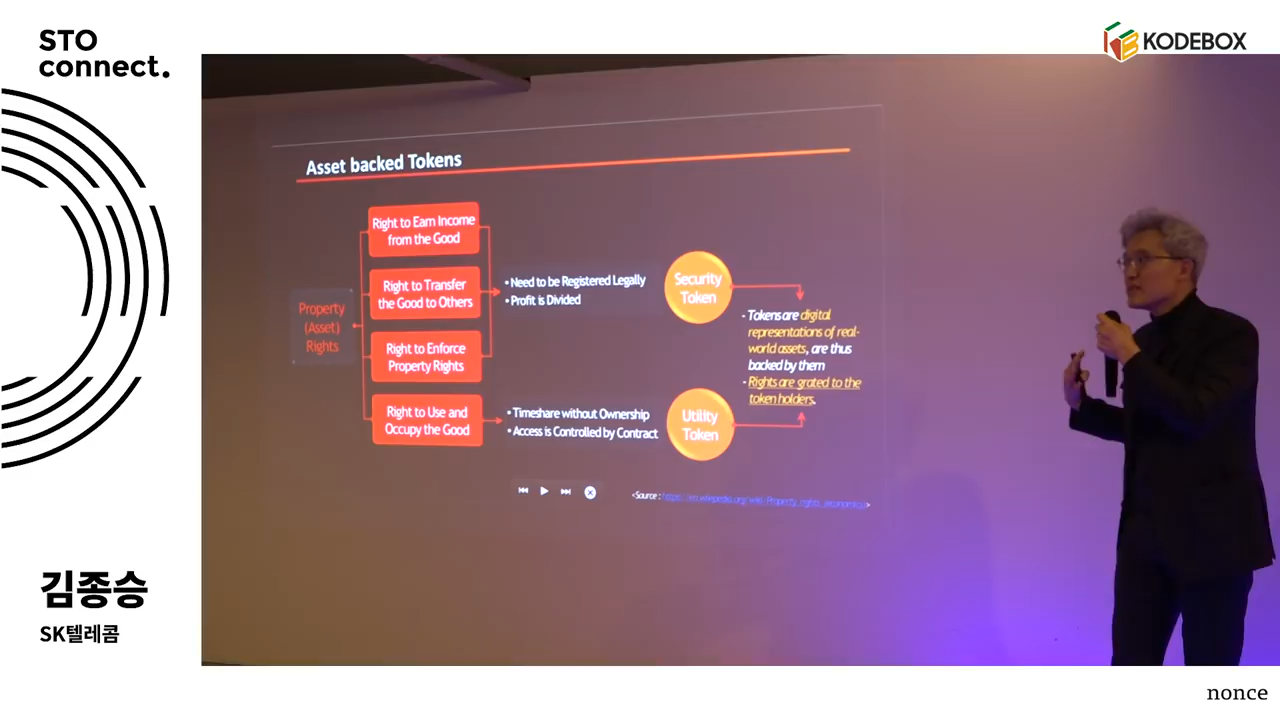 STO
connect.
KODEBOX
Asset backed Tokens
Property
(Asset)
Rights
Right to Earn Income
from the Good
Right to Transfer
the Good to Others
Right to Enforce
Property Rights
Right to Use and
Occupy the Good
• Need to be Registered Legally
• Profit is Divided
• Timeshare without Ownership
• Access is Controlled by Contract
Security
Token
Utility
Token
- Tokens are digital
representations of real-
world assets, are thus
backed by them
- Rights are grated to the
token holders.
<Source : https://en.wikipedia.org/wiki/Property_rights_(economics)>
김종승
SK텔레콤
nonce